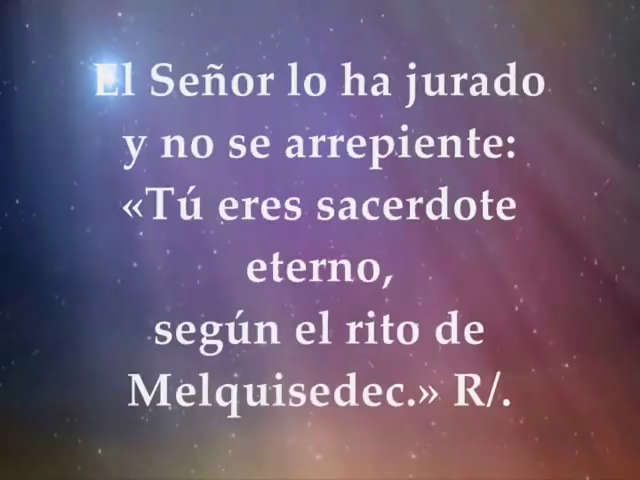 El Señor lo ha jurado
y no se arrepiente:
«Tú eres sacerdote
eterno,
según el rito de
Melquisedec.» R/.